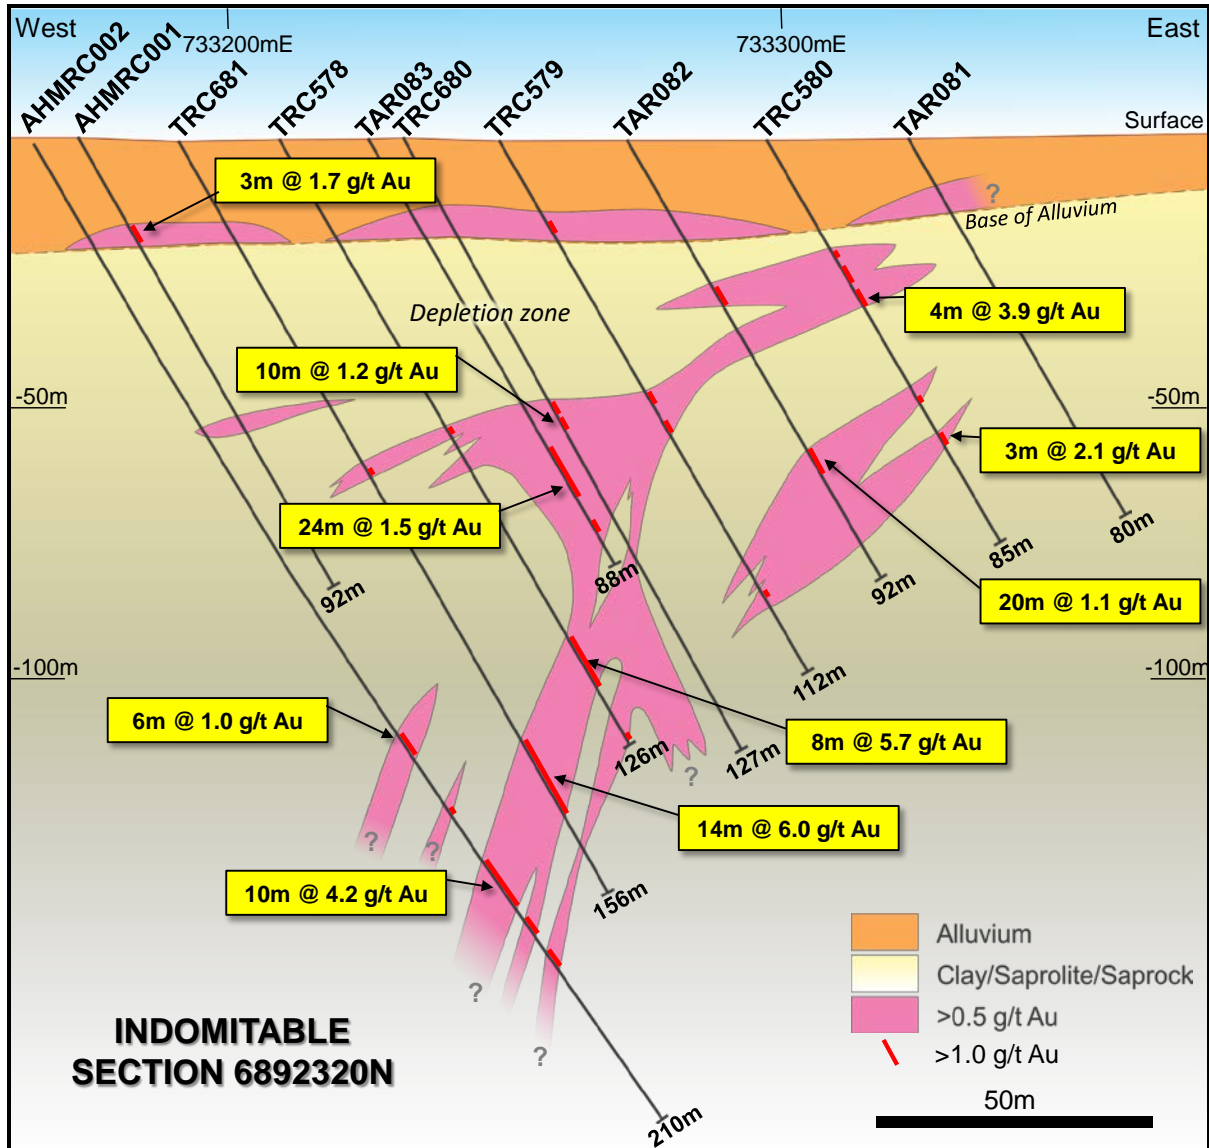 West
East
733200mE
733300mE
AHMRC002
AHMRC001
TRC681
TRC578
TAR083
TRC680
TRC579
TAR082
TRC580
TAR081
Surface
3m @ 1.7 g/t Au
?
Base of Alluvium
Depletion zone
4m @ 3.9 g/t Au
10m @ 1.2 g/t Au
-50m
-50m
3m @ 2.1 g/t Au
24m @ 1.5 g/t Au
80m
85m
88m
92m
92m
20m @ 1.1 g/t Au
-100m
-100m
112m
6m @ 1.0 g/t Au
126m
127m
8m @ 5.7 g/t Au
?
14m @ 6.0 g/t Au
?
?
10m @ 4.2 g/t Au
156m
?
?
210m
INDOMITABLE
SECTION 6892320N
Alluvium
Clay/Saprolite/Saprock
>0.5 g/t Au
>1.0 g/t Au
50m